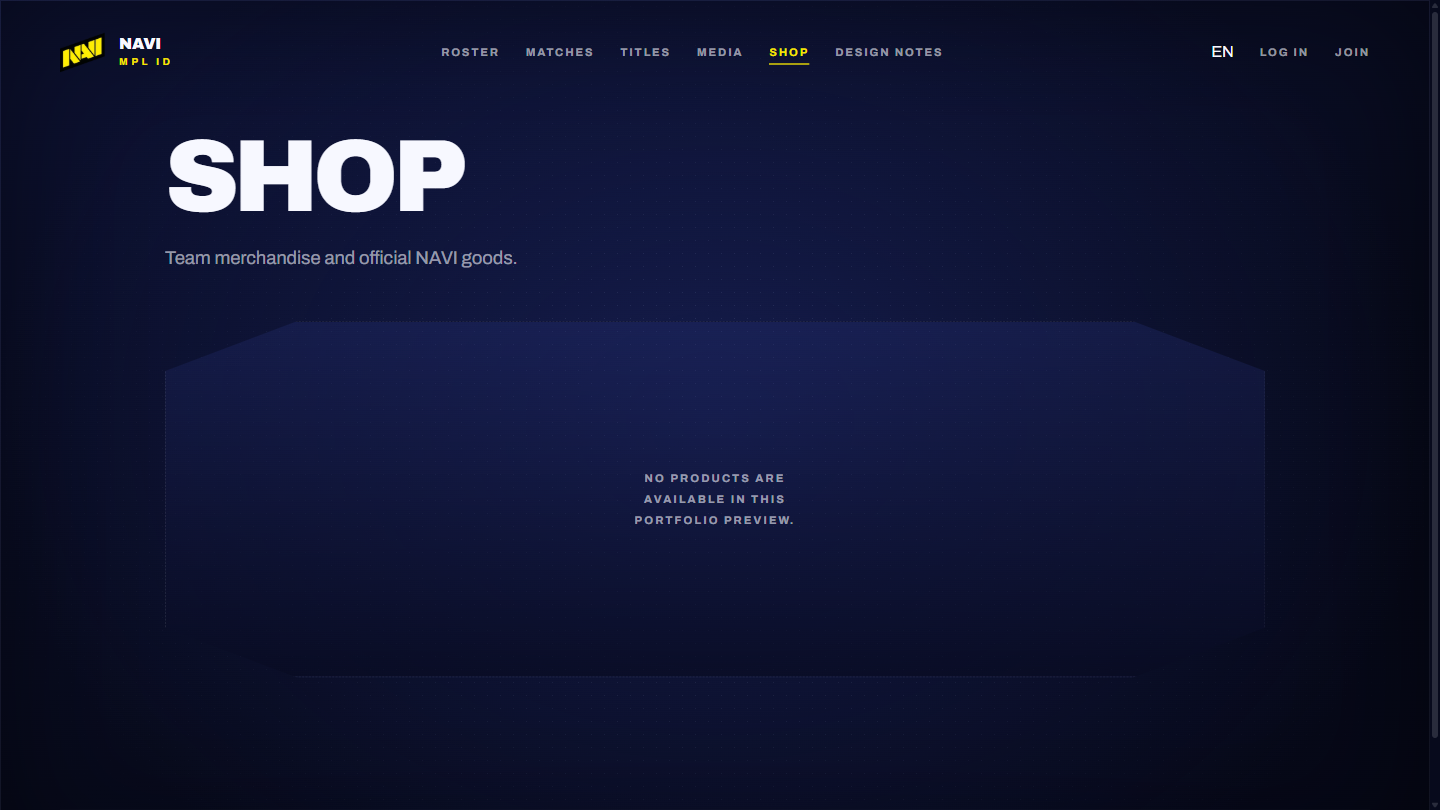 NAVI
NAVI
MPL ID
ROSTER
MATCHES
TITLES
MEDIA
SHOP
DESIGN NOTES
EN
LOG IN
JOIN
SHOP
Team merchandise and official NAVI goods.
NO PRODUCTS ARE
AVAILABLE IN THIS
PORTFOLIO PREVIEW.